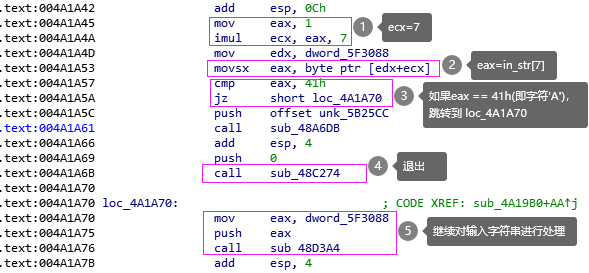 .text:004A1A42 add esp, 0Ch
.text:004A1A45 mov eax, 1
.text:004A1A4A imul ecx, eax, 7
1 ecx=7
.text:004A1A4D mov edx, dword_5F3088
.text:004A1A53 movsx eax, byte ptr [edx+ecx]
2 eax=in_str[7]
.text:004A1A57 cmp eax, 41h
.text:004A1A5A jz short loc_4A1A70
3 如果eax == 41h(即字符'A'),
跳转到 loc_4A1A70
.text:004A1A5C push offset unk_5B25CC
.text:004A1A61 call sub_48A6DB
.text:004A1A66 add esp, 4
.text:004A1A69 push 0
4 退出
.text:004A1A6B call sub_48C274
.text:004A1A70
.text:004A1A70 loc_4A1A70: ; CODE XREF: sub_4A19B0+AA↑j
.text:004A1A70 mov eax, dword_5F3088
.text:004A1A75 push eax
5 继续对输入字符串进行处理
.text:004A1A76 call sub_48D3A4
.text:004A1A7B add esp, 4